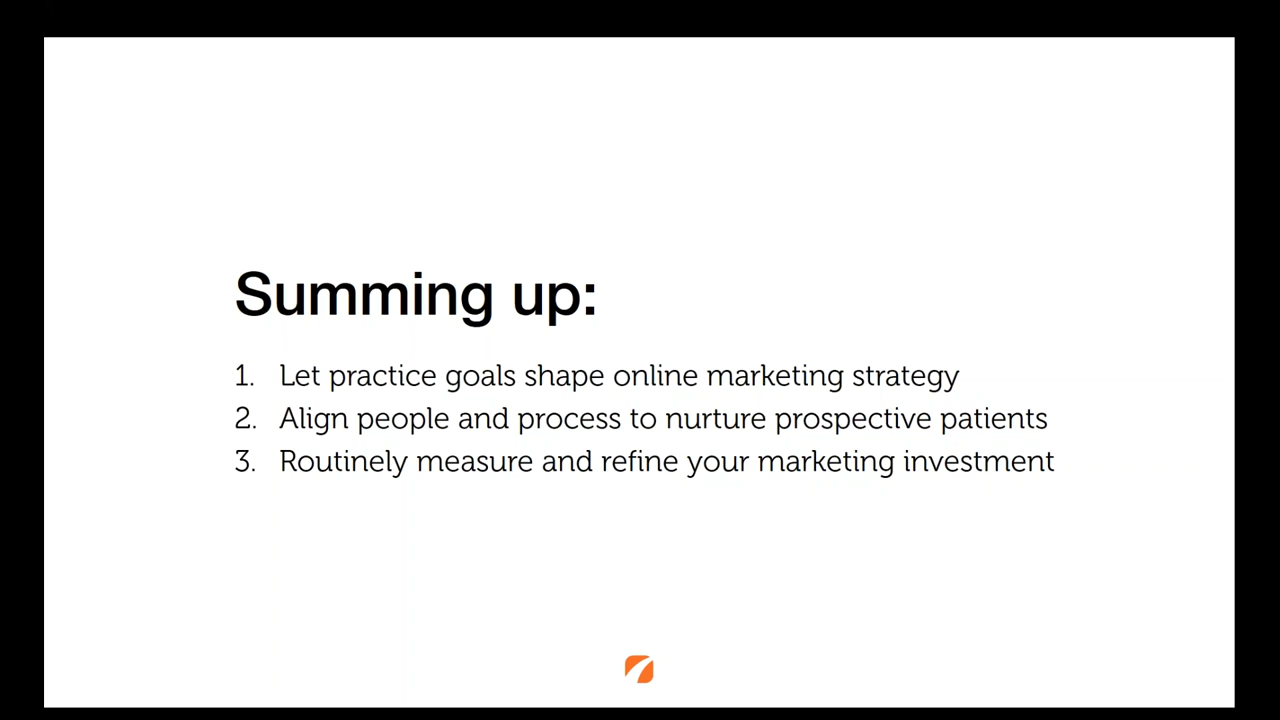 Summing up:
1. Let practice goals shape online marketing strategy
2. Align people and process to nurture prospective patients
3. Routinely measure and refine your marketing investment